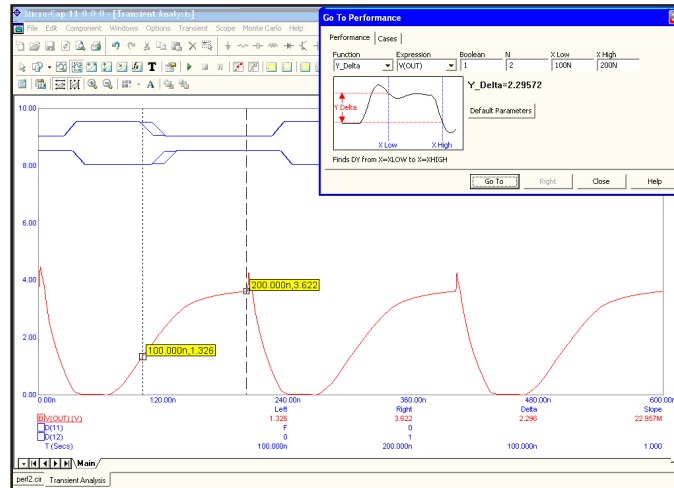 Micro-Cap 11-0-0-0 - [Transient Analysis]
File Edit Component Windows Options Transient Scope Monte Carlo Help
Go To Performance
Performance Cases
Function Expression Boolean N X Low X High
Y_Delta V(OUT) 1 2 100N 200N
Y_Delta=2.29572
Y Delta
Default Parameters
X Low X High
Finds DY from X=XLOW to X=XHIGH
Go To Right Close Help
10.00
8.00
6.00
4.00
200.000n,3.622
2.00
100.000n,1.326
0.00
0.00n 120.00n 240.00n 360.00n 480.00n 600.00n
Left Right Delta Slope
V(OUT) (V) 1.326 3.622 2.296 22.957M
D(11) F 0
D(12) 0 1
T (Secs) 100.000n 200.000n 100.000n 1.000
Main
perl2.cir Transient Analysis